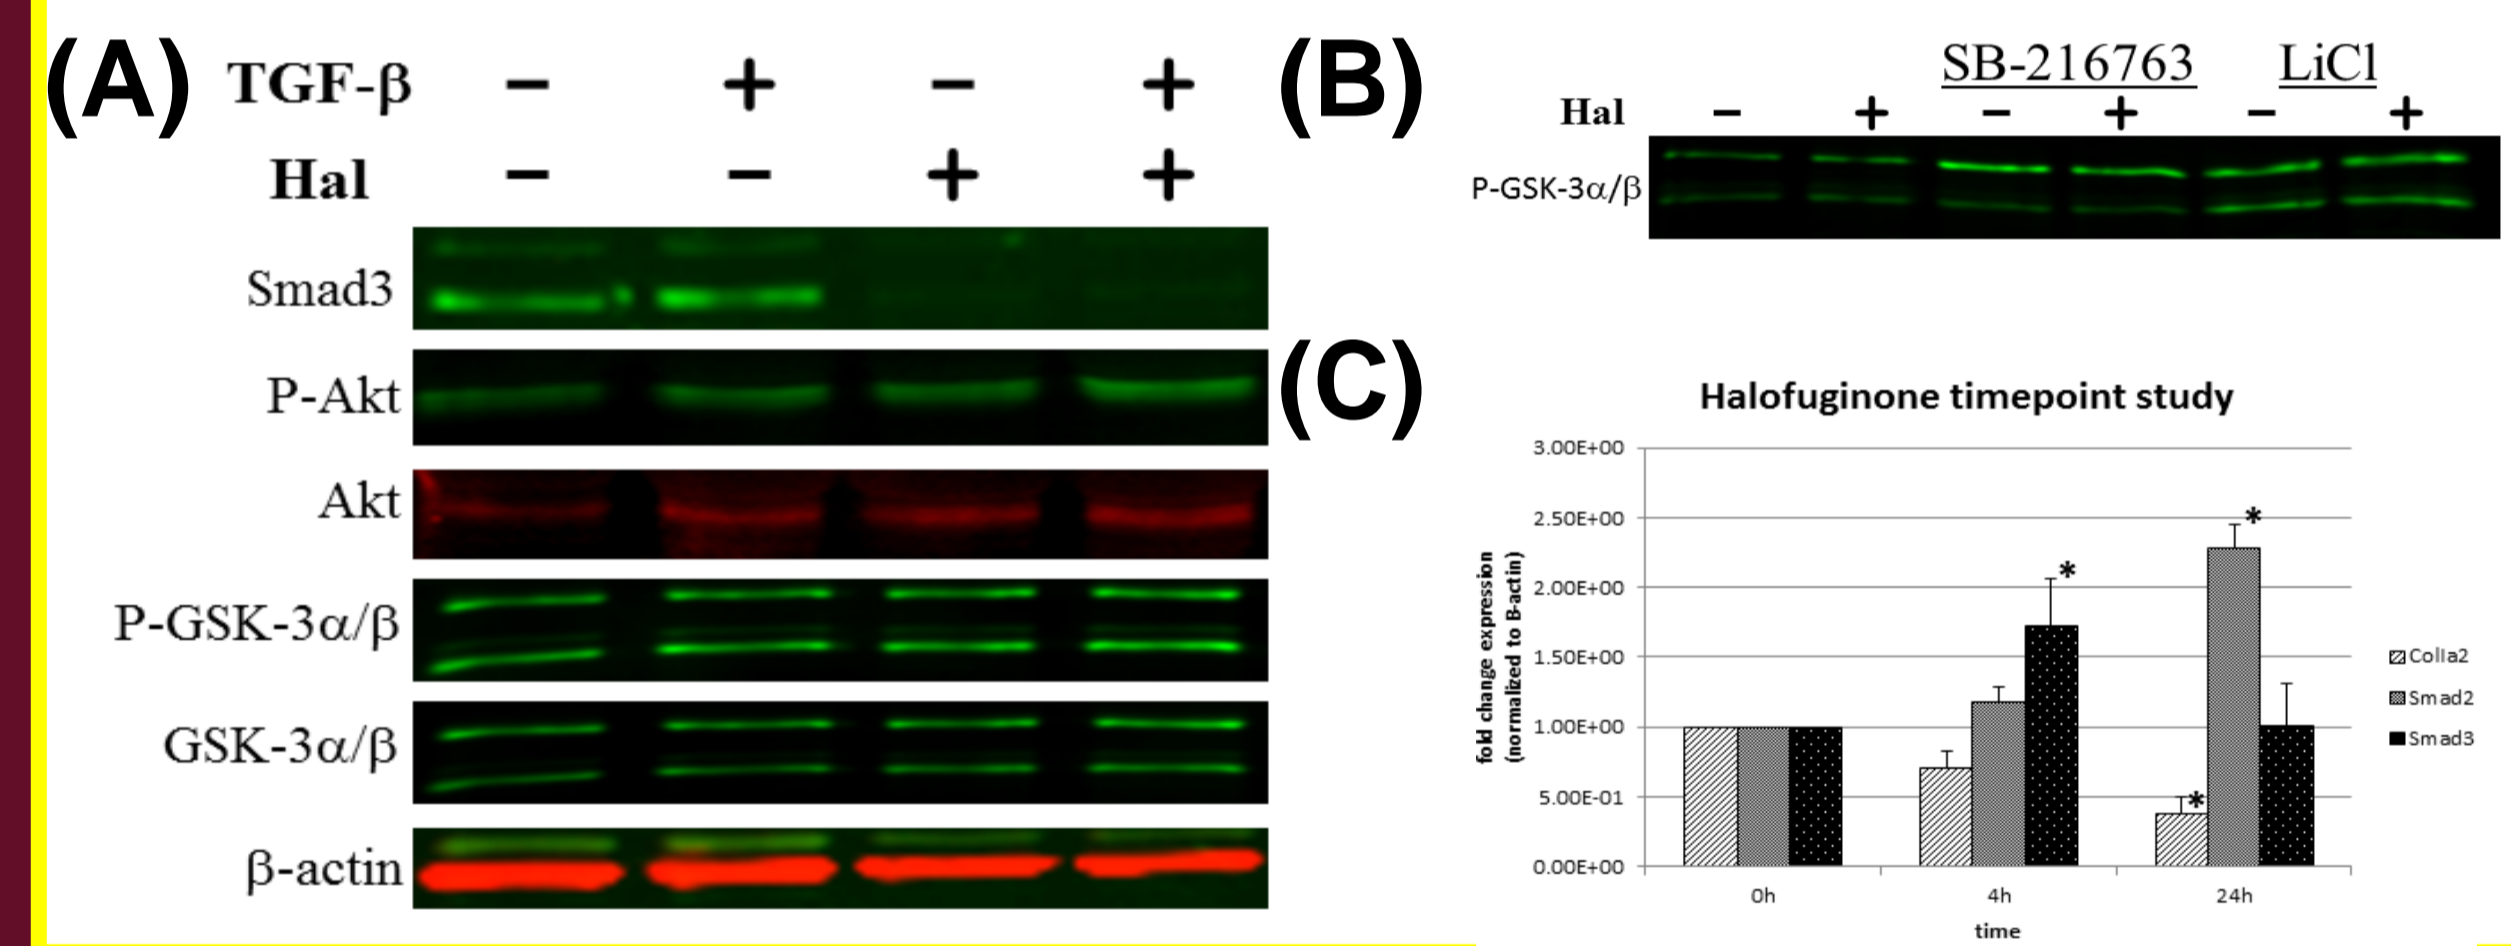 (A)
TGF-β − + − +
Hal − − + +
Smad3
P-Akt
Akt
P-GSK-3α/β
GSK-3α/β
β-actin
(B)
SB-216763 LiCl
Hal − + − + − +
P-GSK-3α/β
(C)
Halofuginone timepoint study
fold change expression
(normalized to B-actin)
3.00E+00
2.50E+00
2.00E+00
1.50E+00
1.00E+00
5.00E-01
0.00E+00
*
*
*
0h 4h 24h
time
ColIa2
Smad2
Smad3